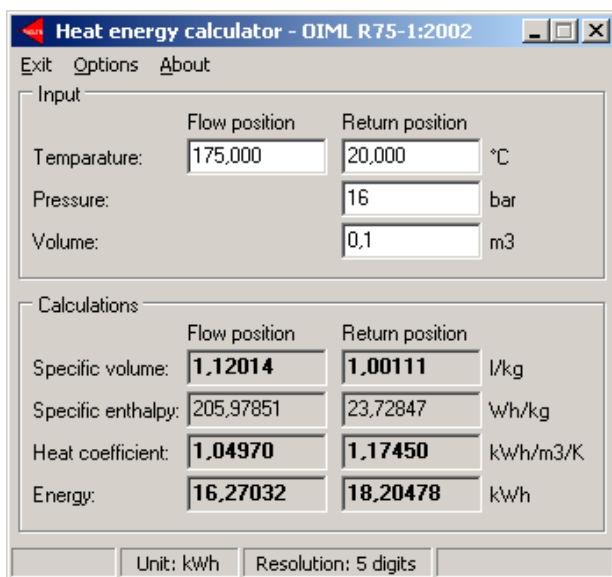 Heat energy calculator - OIML R75-1:2002
Exit Options About
Input
Flow position Return position
Temparature: 175,000 20,000 °C
Pressure: 16 bar
Volume: 0,1 m3
Calculations
Flow position Return position
Specific volume: 1,12014 1,00111 l/kg
Specific enthalpy: 205,97851 23,72847 Wh/kg
Heat coefficient: 1,04970 1,17450 kWh/m3/K
Energy: 16,27032 18,20478 kWh
Unit: kWh Resolution: 5 digits